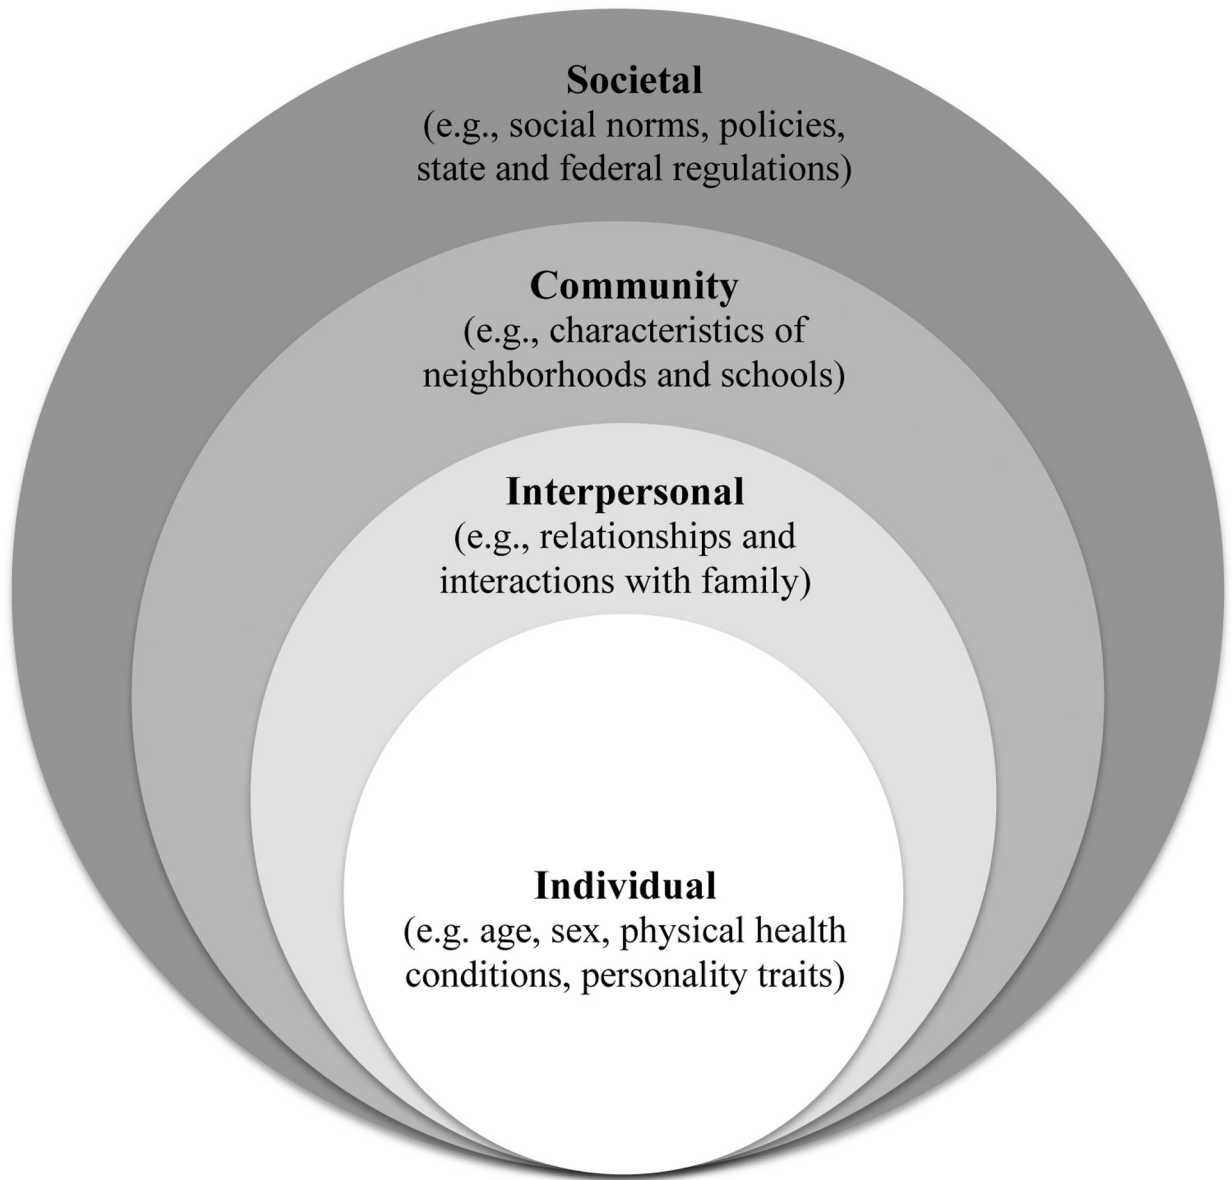 Societal
(e.g., social norms, policies,
state and federal regulations)
Community
(e.g., characteristics of
neighborhoods and schools)
Interpersonal
(e.g., relationships and
interactions with family)
Individual
(e.g. age, sex, physical health
conditions, personality traits)